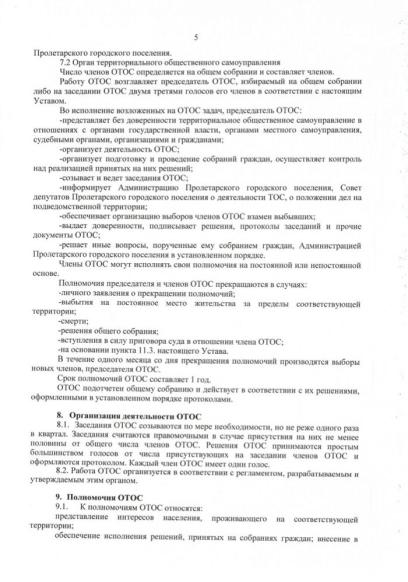 5
Пролетарского городского поселения.
7.2 Орган территориального общественного самоуправления
Число членов ОТОС определяется на общем собрании и составляет членов.
Работу ОТОС возглавляет председатель ОТОС, избираемый на общем собрании
либо на заседании ОТОС двумя третями голосов его членов в соответствии с настоящим
Уставом.
Во исполнение возложенных на ОТОС задач, председатель ОТОС:
-представляет без доверенности территориальное общественное самоуправление в
отношениях с органами государственной власти, органами местного самоуправления,
судебными органами, организациями и гражданами;
-организует деятельность ОТОС;
-организует подготовку и проведение собраний граждан, осуществляет контроль
над реализацией принятых на них решений;
-созывает и ведет заседания ОТОС;
-информирует Администрацию Пролетарского городского поселения, Совет
депутатов Пролетарского городского поселения о деятельности ТОС, о положении дел на
подведомственной территории;
-обеспечивает организацию выборов членов ОТОС взамен выбывших;
-выдает доверенности, подписывает решения, протоколы заседаний и прочие
документы ОТОС;
-решает иные вопросы, порученные ему собранием граждан, Администрацией
Пролетарского городского поселения в установленном порядке.
Члены ОТОС могут исполнять свои полномочия на постоянной или непостоянной
основе.
Полномочия председателя и членов ОТОС прекращаются в случаях:
-личного заявления о прекращении полномочий;
-выбытия на постоянное место жительства за пределы соответствующей
территории;
-смерти;
-решения общего собрания;
-вступления в силу приговора суда в отношении члена ОТОС;
-на основании пункта 11.3. настоящего Устава.
В течение одного месяца со дня прекращения полномочий производятся выборы
новых членов, председателя ОТОС.
Срок полномочий ОТОС составляет 1 год.
ОТОС подотчетен общему собранию и действует в соответствии с их решениями,
оформленными в установленном порядке протоколами.
8. Организация деятельности ОТОС
8.1. Заседания ОТОС созываются по мере необходимости, но не реже одного раза
в квартал. Заседания считаются правомочными в случае присутствия на них не менее
половины от общего числа членов ОТОС. Решения ОТОС принимаются простым
большинством голосов от числа присутствующих на заседании членов ОТОС и
оформляются протоколом. Каждый член ОТОС имеет один голос.
8.2. Работа ОТОС организуется в соответствии с регламентом, разрабатываемым и
утверждаемым этим органом.
9. Полномочия ОТОС
9.1. К полномочиям ОТОС относятся:
представление интересов населения, проживающего на соответствующей
территории;
обеспечение исполнения решений, принятых на собраниях граждан; внесение в